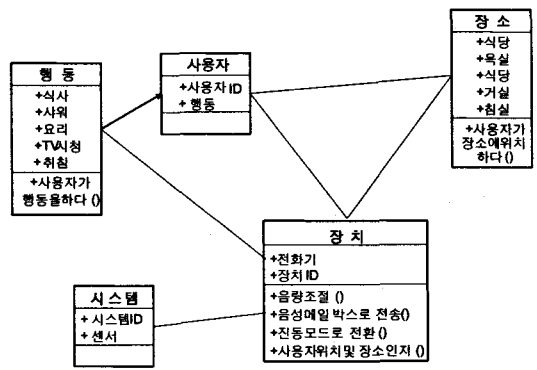 행 동
+식사
+샤워
+요리
+TV시청
+취침
+사용자가
행동을하다 ()
사용자
+사용자 ID
+ 행동
장 소
+식당
+욕실
+식당
+거실
+침실
+사용자가
장소에위치
하다 ()
장 치
+전화기
+장치 ID
+음량조절 ()
+음성메일 박스로 전송()
+진동모드로 전환 ()
+사용자위치 및 장소인지 ()
시스템
+ 시스템ID
+ 센서